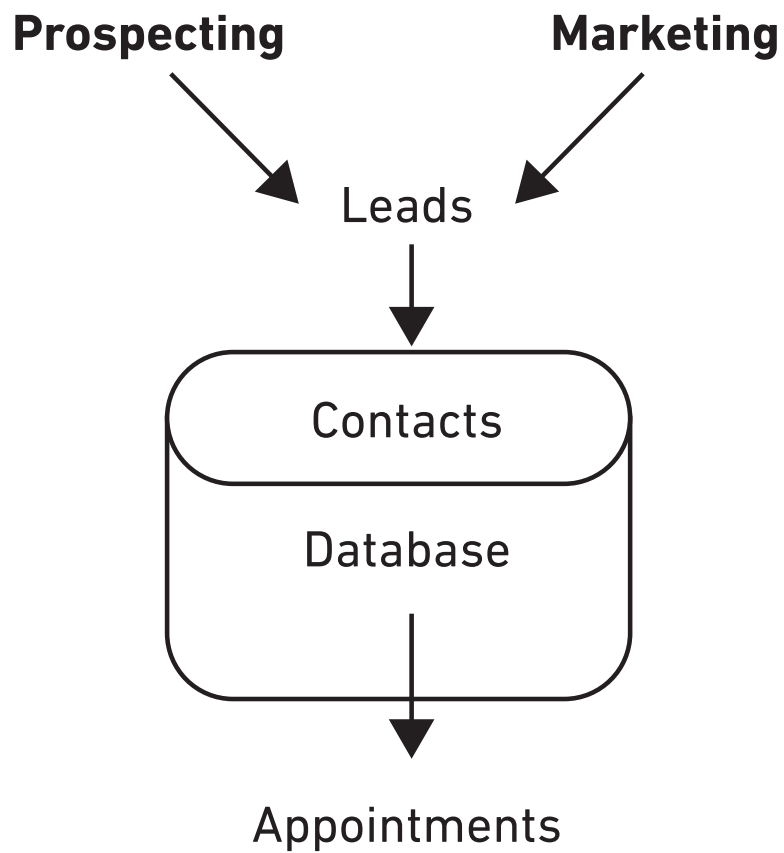 Prospecting
Marketing
Leads
Contacts
Database
Appointments